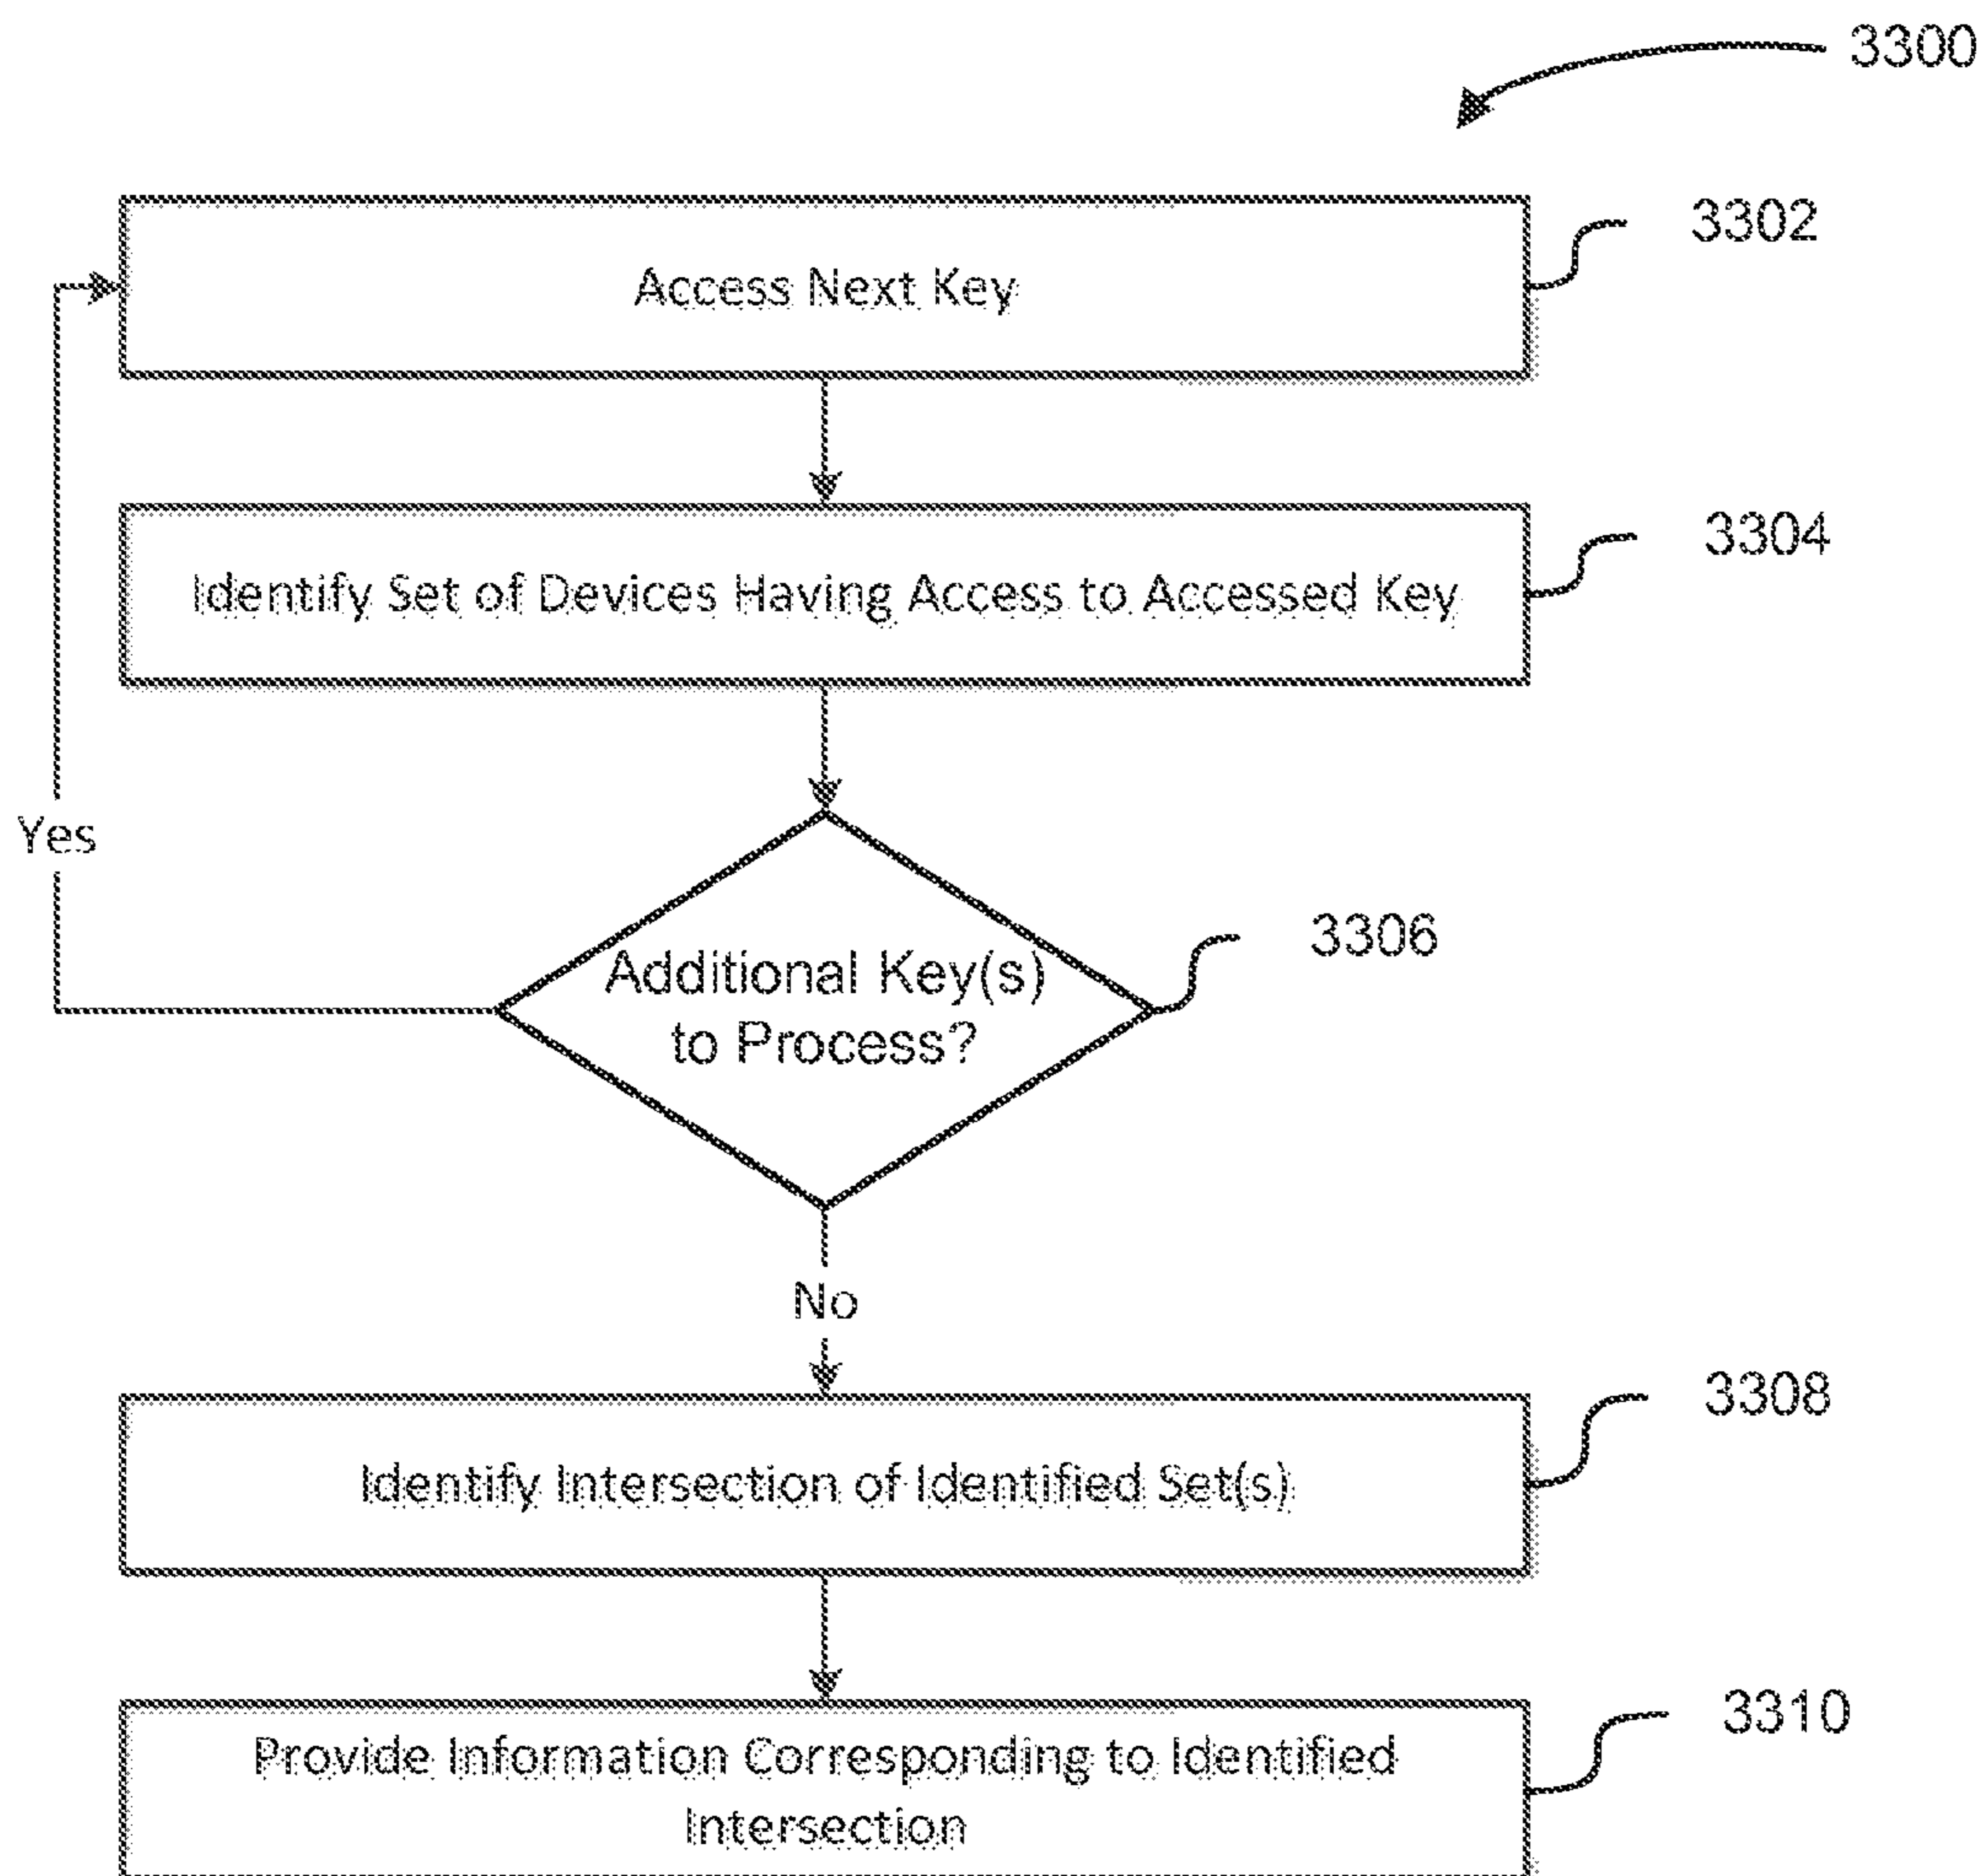 3300
Access Next Key
3302
Identify Set of Devices Having Access to Accessed Key
3304
Yes
Additional Key(s)
to Process?
3306
No
Identify Intersection of Identified Set(s)
3308
Provide Information Corresponding to Identified
Intersection
3310